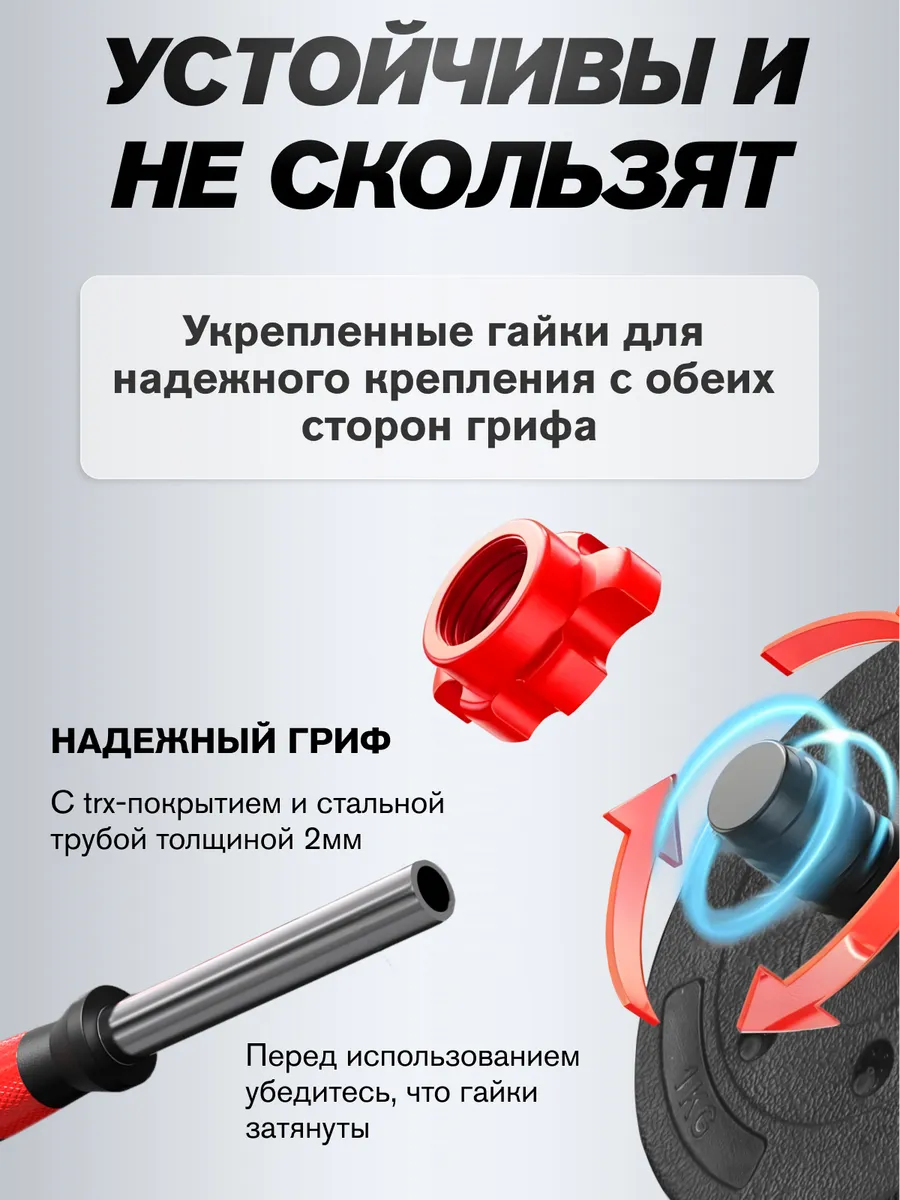 УСТОЙЧИВЫ И
НЕ СКОЛЬЗЯТ
Укрепленные гайки для
надежного крепления с обеих
сторон грифа
НАДЕЖНЫЙ ГРИФ
С trx-покрытием и стальной
трубой толщиной 2мм
Перед использованием
убедитесь, что гайки
затянуты
1KG